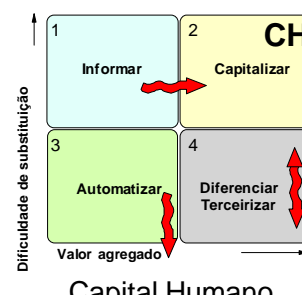 1
2
CH
Informar
Capitalizar
Dificuldade de substituição
3
4
Automatizar
Diferenciar
Terceirizar
Valor agregado
Capital Humano